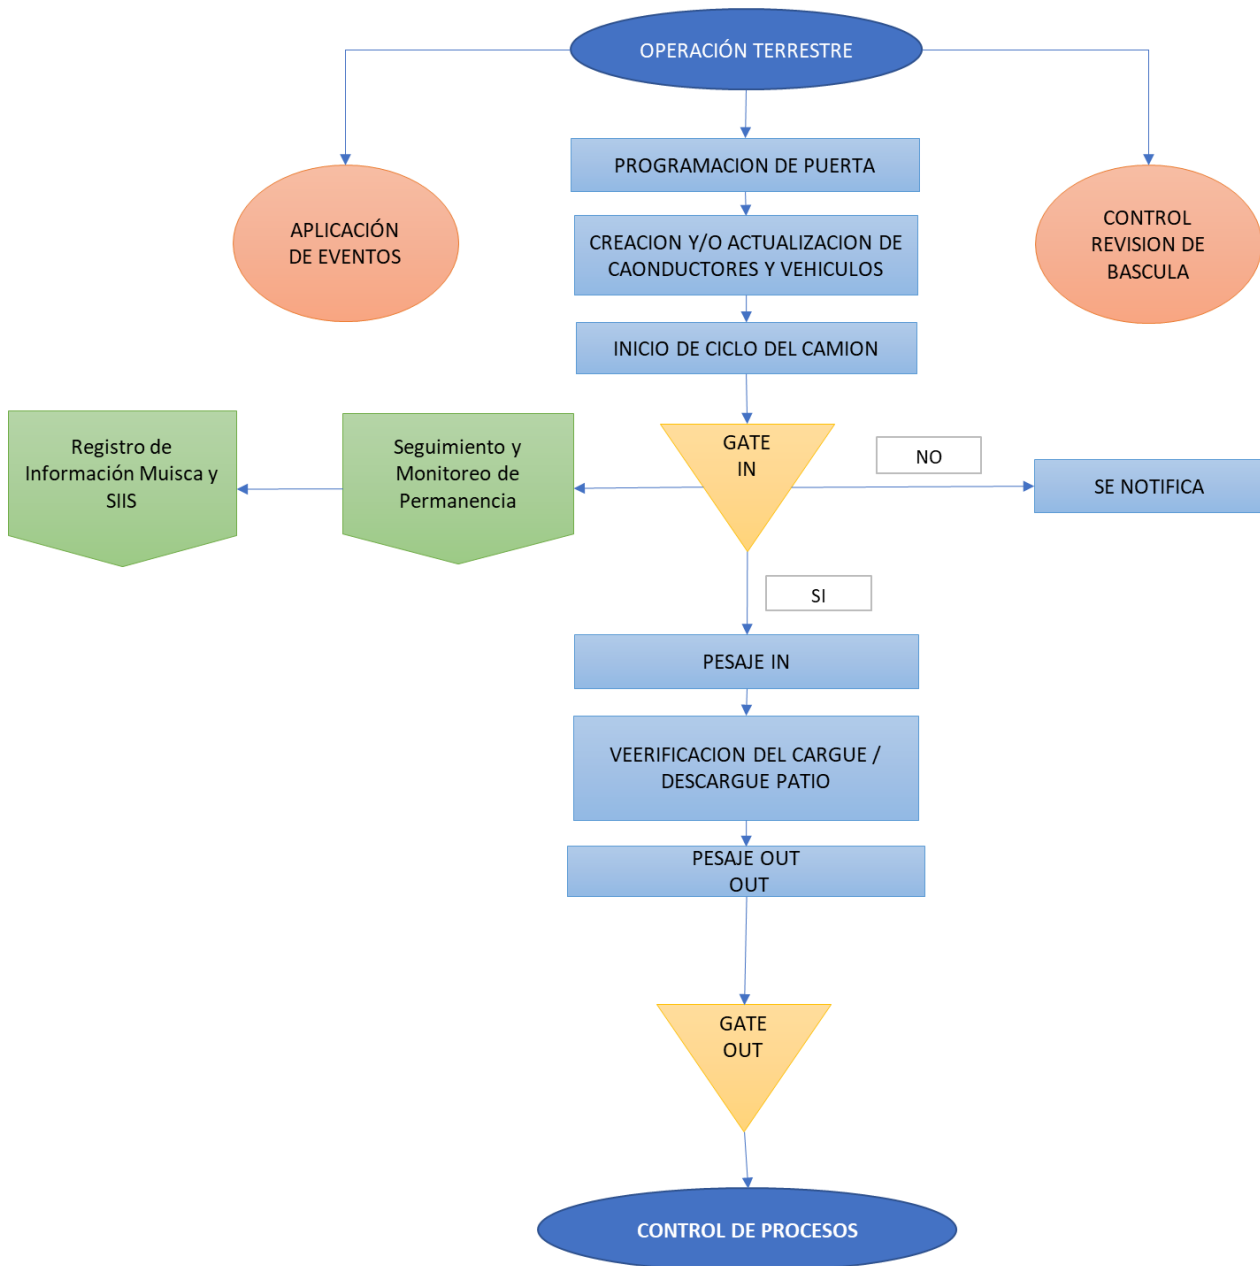 OPERACIÓN TERRESTRE
PROGRAMACION DE PUERTA
APLICACIÓN
DE EVENTOS
CREACION Y/O ACTUALIZACION DE
CAONDUCTORES Y VEHICULOS
CONTROL
REVISION DE
BASCULA
INICIO DE CICLO DEL CAMION
Registro de
Información Muisca y
SIIS
Seguimiento y
Monitoreo de
Permanencia
GATE
IN
NO
SE NOTIFICA
SI
PESAJE IN
VEERIFICACION DEL CARGUE /
DESCARGUE PATIO
PESAJE OUT
OUT
GATE
OUT
CONTROL DE PROCESOS